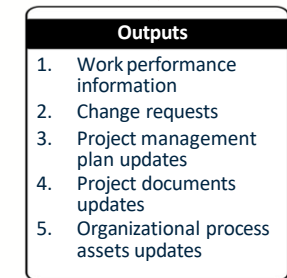 Outputs
1. Work performance
information
2. Change requests
3. Project management
plan updates
4. Project documents
updates
5. Organizational process
assets updates